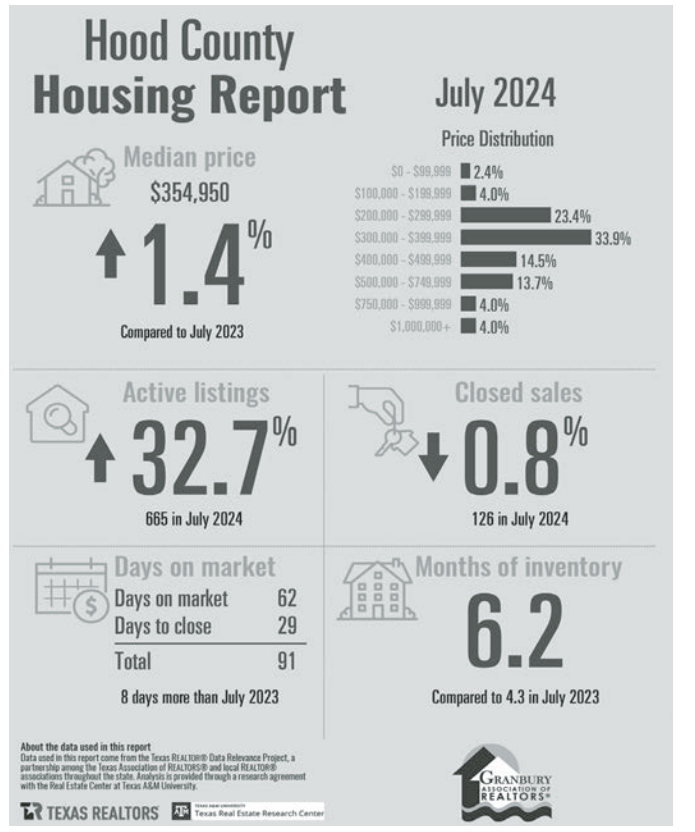 Hood County
Housing Report
July 2024
Median price
$354,950
1.4%
Compared to July 2023
Price Distribution
$0 - $99,999 2.4%
$100,000 - $199,999 4.0%
$200,000 - $299,999 23.4%
$300,000 - $399,999 33.9%
$400,000 - $499,999 14.5%
$500,000 - $749,999 13.7%
$750,000 - $999,999 4.0%
$1,000,000+ 4.0%
Active listings
32.7%
665 in July 2024
Closed sales
0.8%
126 in July 2024
Days on market
Days on market 62
Days to close 29
Total 91
8 days more than July 2023
Months of inventory
6.2
Compared to 4.3 in July 2023
About the data used in this report
Data used in this report come from the Texas REALTOR® Data Relevance Project, a
partnership among the Texas Association of REALTORS® and local REALTOR®
associations throughout the state. Analysis is provided through a research agreement
with the Real Estate Center at Texas A&M University.
TEXAS REALTORS
TEXAS A&M UNIVERSITY
Texas Real Estate Research Center
GRANBURY
ASSOCIATION OF
REALTORS®